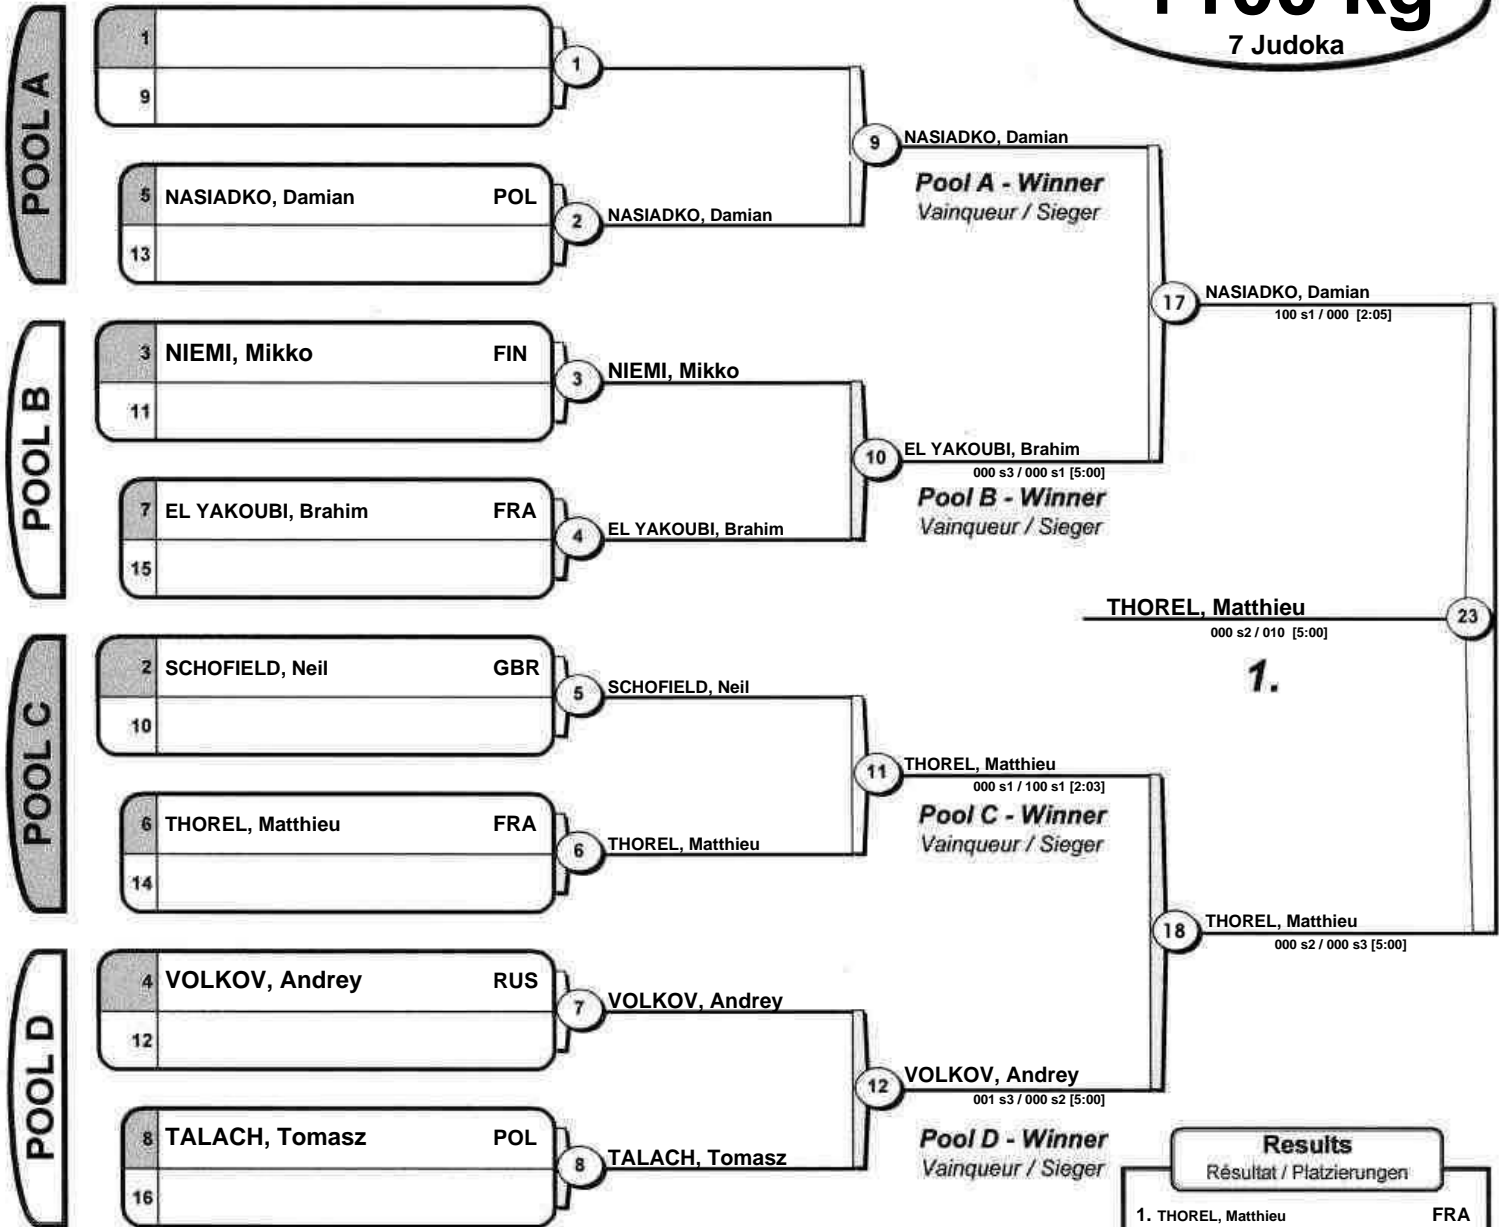 +100 kg
7 Judoka
POOL A
1
9
1
5 NASIADKO, Damian POL
13
2 NASIADKO, Damian
9 NASIADKO, Damian
Pool A - Winner
Vainqueur / Sieger
17 NASIADKO, Damian
100 s1 / 000 [2:05]
POOL B
3 NIEMI, Mikko FIN
11
3 NIEMI, Mikko
7 EL YAKOUBI, Brahim FRA
15
4 EL YAKOUBI, Brahim
10 EL YAKOUBI, Brahim
000 s3 / 000 s1 [5:00]
Pool B - Winner
Vainqueur / Sieger
THOREL, Matthieu 23
000 s2 / 010 [5:00]
1.
POOL C
2 SCHOFIELD, Neil GBR
10
5 SCHOFIELD, Neil
6 THOREL, Matthieu FRA
14
6 THOREL, Matthieu
11 THOREL, Matthieu
000 s1 / 100 s1 [2:03]
Pool C - Winner
Vainqueur / Sieger
18 THOREL, Matthieu
000 s2 / 000 s3 [5:00]
POOL D
4 VOLKOV, Andrey RUS
12
7 VOLKOV, Andrey
8 TALACH, Tomasz POL
16
8 TALACH, Tomasz
12 VOLKOV, Andrey
001 s3 / 000 s2 [5:00]
Pool D - Winner
Vainqueur / Sieger
Results
Résultat / Platzierungen
1. THOREL, Matthieu FRA